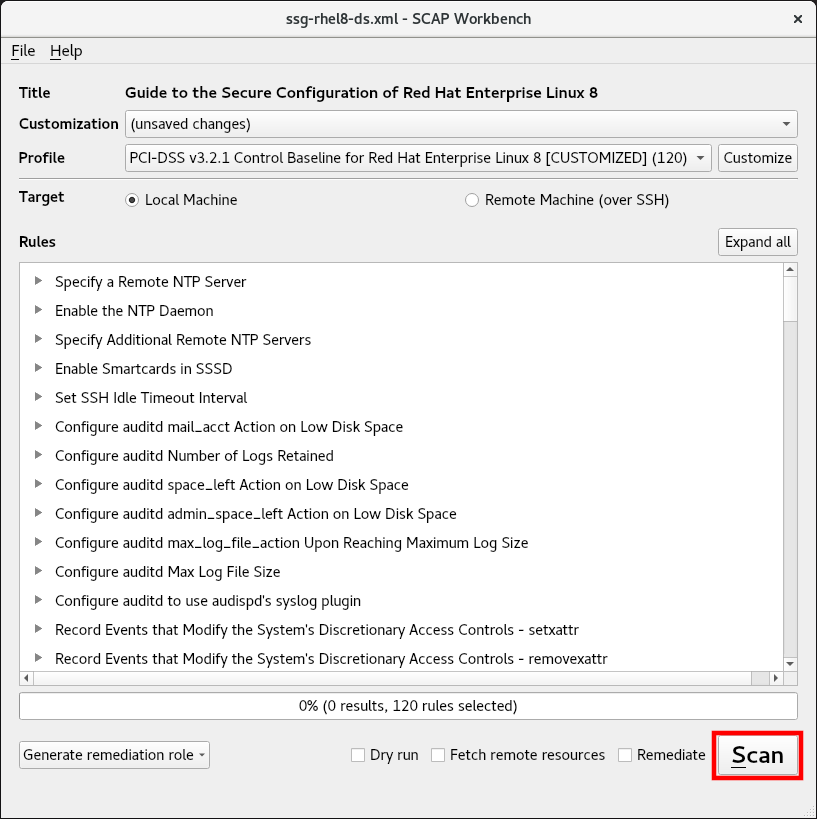 ssg-rhel8-ds.xml - SCAP Workbench
File Help
Title Guide to the Secure Configuration of Red Hat Enterprise Linux 8
Customization (unsaved changes)
Profile PCI-DSS v3.2.1 Control Baseline for Red Hat Enterprise Linux 8 [CUSTOMIZED] (120) Customize
Target Local Machine Remote Machine (over SSH)
Rules Expand all
Specify a Remote NTP Server
Enable the NTP Daemon
Specify Additional Remote NTP Servers
Enable Smartcards in SSSD
Set SSH Idle Timeout Interval
Configure auditd mail_acct Action on Low Disk Space
Configure auditd Number of Logs Retained
Configure auditd space_left Action on Low Disk Space
Configure auditd admin_space_left Action on Low Disk Space
Configure auditd max_log_file_action Upon Reaching Maximum Log Size
Configure auditd Max Log File Size
Configure auditd to use audispd's syslog plugin
Record Events that Modify the System's Discretionary Access Controls - setxattr
Record Events that Modify the System's Discretionary Access Controls - removexattr
0% (0 results, 120 rules selected)
Generate remediation role Dry run Fetch remote resources Remediate Scan